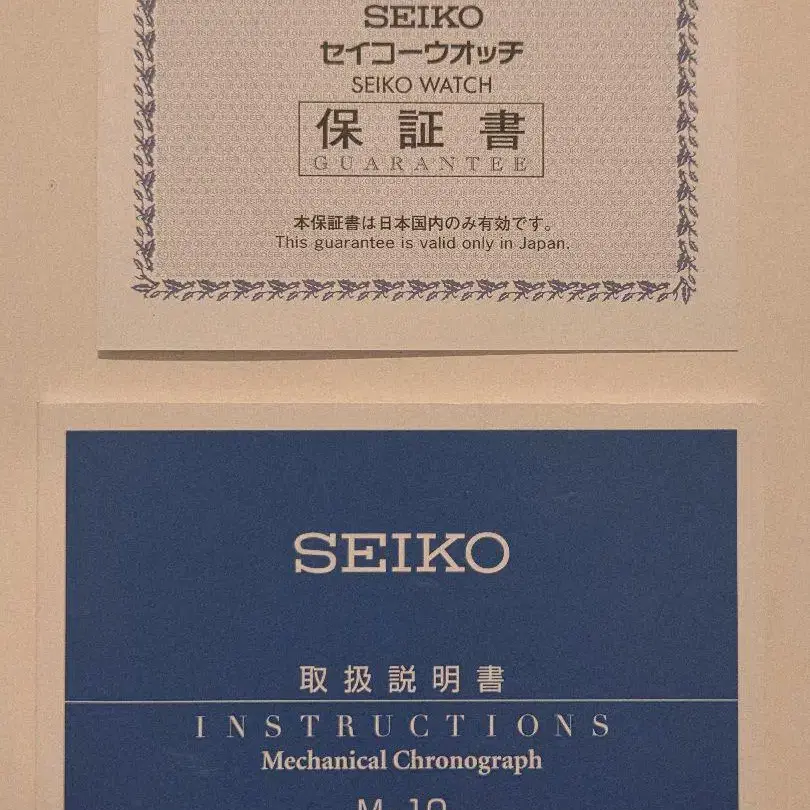 SEIKO
セイコーウオッチ
SEIKO WATCH
保証書
GUARANTEE
本保証書は日本国内のみ有効です。
This guarantee is valid only in Japan.
SEIKO
取扱説明書
INSTRUCTIONS
Mechanical Chronograph